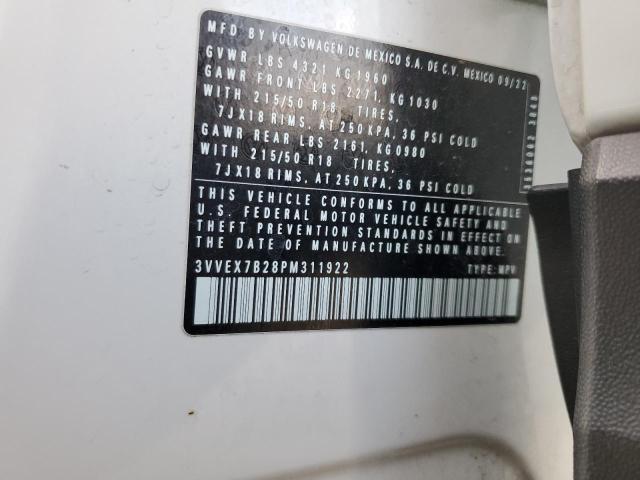 MFD. BY VOLKSWAGEN DE MEXICO S.A. DE C.V. MEXICO 09/22
GVWR LBS 4321 KG 1960
GAWR FRONT LBS 2271, KG 1030
WITH 215/50 R18 TIRES,
7JX18 RIMS, AT 250 KPA, 36 PSI COLD
GAWR REAR LBS 2161, KG 0980
WITH 215/50 R18 TIRES,
7JX18 RIMS, AT 250 KPA, 36 PSI COLD
THIS VEHICLE CONFORMS TO ALL APPLICABLE
U.S. FEDERAL MOTOR VEHICLE SAFETY AND
THEFT PREVENTION STANDARDS IN EFFECT ON
THE DATE OF MANUFACTURE SHOWN ABOVE.
3VVEX7B28PM311922
TYPE: MPV